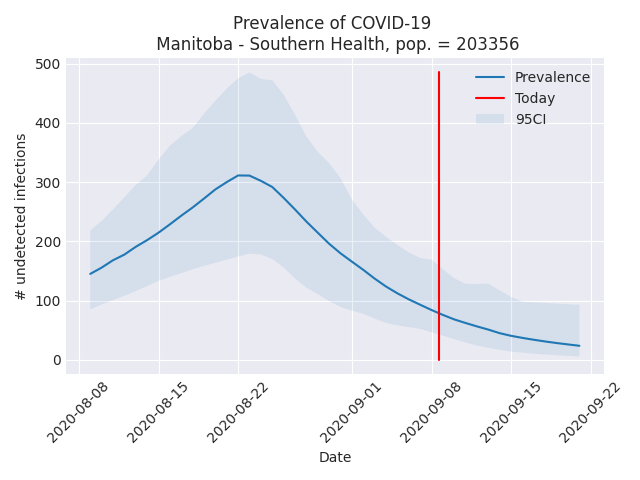 Prevalence of COVID-19
Manitoba - Southern Health, pop. = 203356
Prevalence
Today
95CI
# undetected infections
500
400
300
200
100
0
2020-08-08
2020-08-15
2020-08-22
2020-09-01
2020-09-08
2020-09-15
2020-09-22
Date